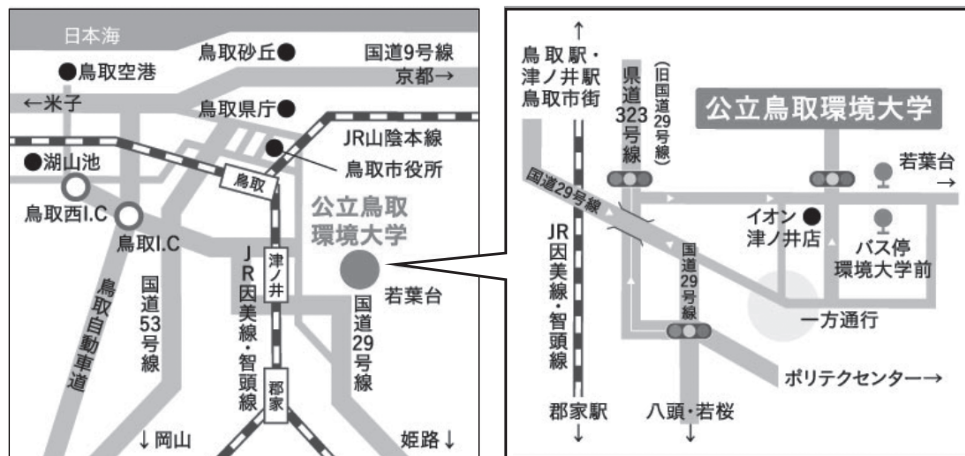 日本海
鳥取砂丘
国道9号線
京都→
鳥取空港
←米子
鳥取県庁
JR山陰本線
湖山池
鳥取市役所
鳥取
鳥取西I.C
鳥取I.C
公立鳥取
環境大学
津ノ井
若葉台
鳥取自動車道
国道53号線
JR因美線・智頭線
国道29号線
郡家
↓岡山
姫路↓
↑
鳥取駅・
津ノ井駅
鳥取市街
県道323号線
(旧国道29号線)
公立鳥取環境大学
若葉台
→
国道29号線
イオン
津ノ井店
バス停
環境大学前
JR因美線・智頭線
国道29号線
一方通行
ポリテクセンター→
郡家駅
↓
八頭・若桜
↓